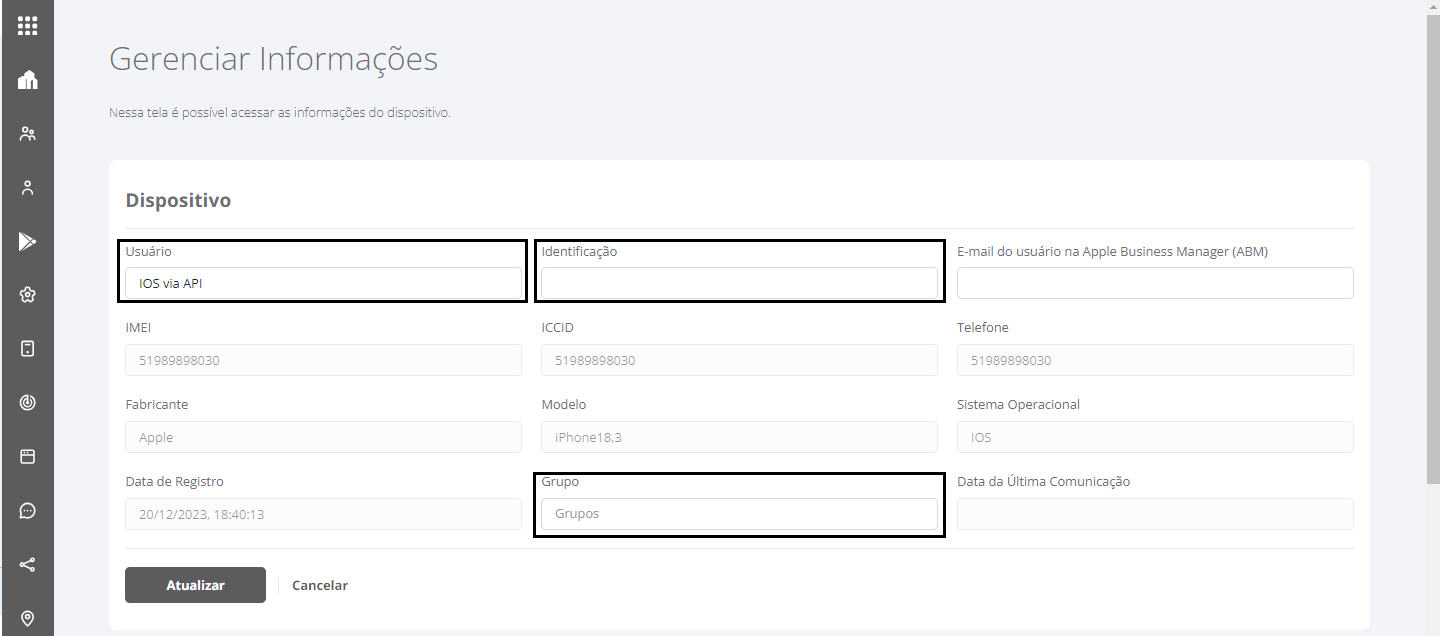 Gerenciar Informações
Nessa tela é possível acessar as informações do dispositivo.
Dispositivo
Usuário
IOS via API
Identificação
E-mail do usuário na Apple Business Manager (ABM)
IMEI
51989898030
ICCID
51989898030
Telefone
51989898030
Fabricante
Apple
Modelo
iPhone18,3
Sistema Operacional
IOS
Data de Registro
20/12/2023, 18:40:13
Grupo
Grupos
Data da Última Comunicação
Atualizar
Cancelar